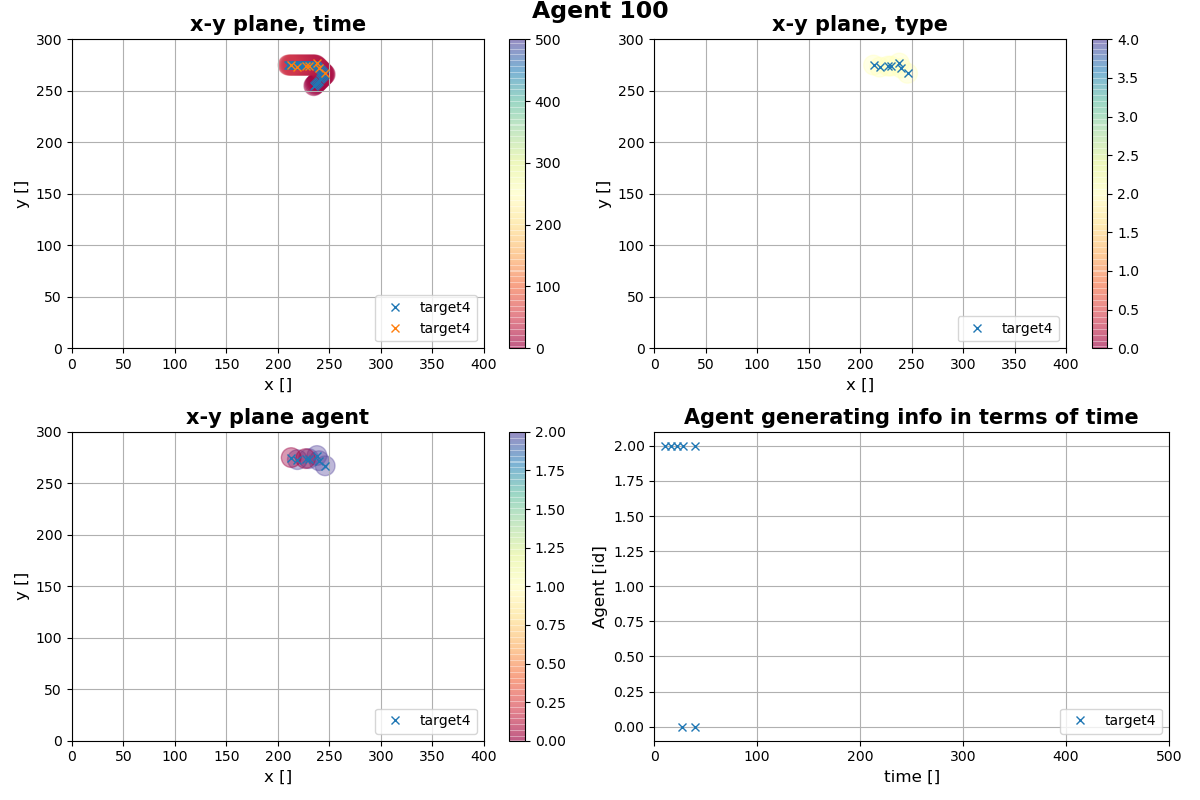 Agent 100
x-y plane, time
300
250
200
150
100
50
0
y []
0 50 100 150 200 250 300 350 400
x []
target4
target4
500
400
300
200
100
0
x-y plane, type
300
250
200
150
100
50
0
y []
0 50 100 150 200 250 300 350 400
x []
target4
4.0
3.5
3.0
2.5
2.0
1.5
1.0
0.5
0.0
x-y plane agent
300
250
200
150
100
50
0
y []
0 50 100 150 200 250 300 350 400
x []
target4
2.00
1.75
1.50
1.25
1.00
0.75
0.50
0.25
0.00
Agent generating info in terms of time
2.00
1.75
1.50
1.25
1.00
0.75
0.50
0.25
0.00
Agent [id]
0 100 200 300 400 500
time []
target4